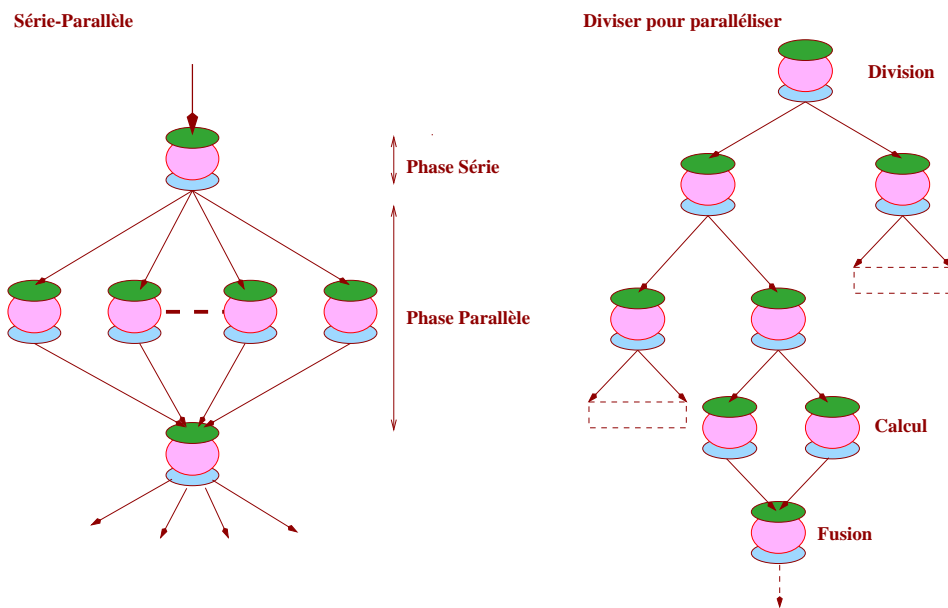 Série-Parallèle
Phase Série
Phase Parallèle
Diviser pour paralléliser
Division
Calcul
Fusion